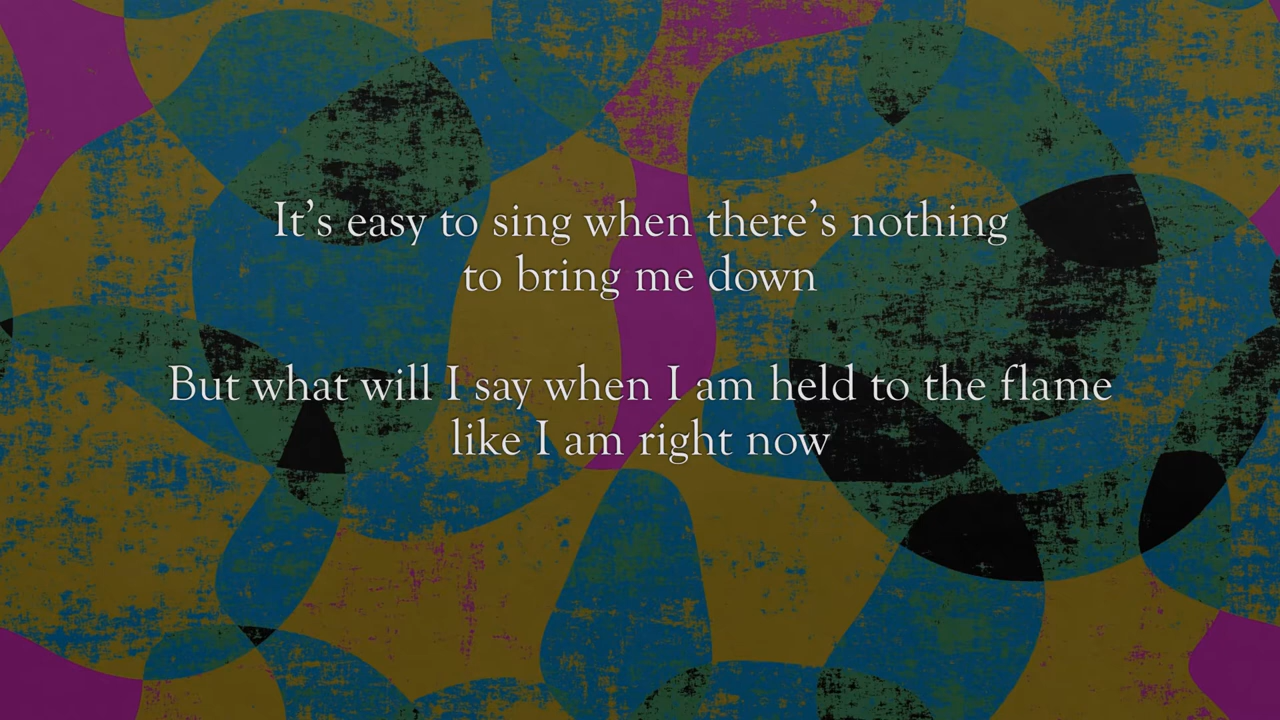 It’s easy to sing when there’s nothing
to bring me down
But what will I say when I am held to the flame
like I am right now